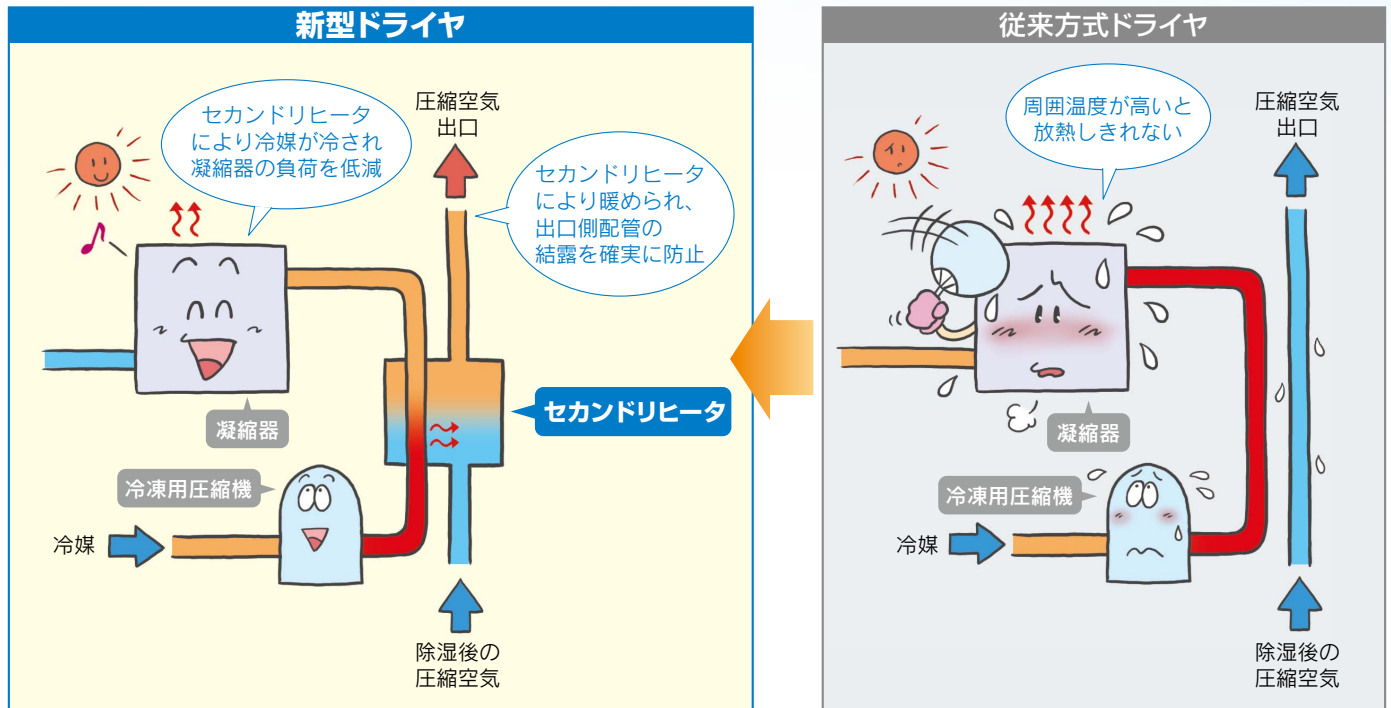 新型ドライヤ
セカンドリヒータ
により冷媒が冷され
凝縮器の負荷を低減
圧縮空気
出口
セカンドリヒータ
により暖められ、
出口側配管の
結露を確実に防止
セカンドリヒータ
凝縮器
冷凍用圧縮機
冷媒
除湿後の
圧縮空気
従来方式ドライヤ
周囲温度が高いと
放熱しきれない
圧縮空気
出口
凝縮器
冷凍用圧縮機
冷媒
除湿後の
圧縮空気